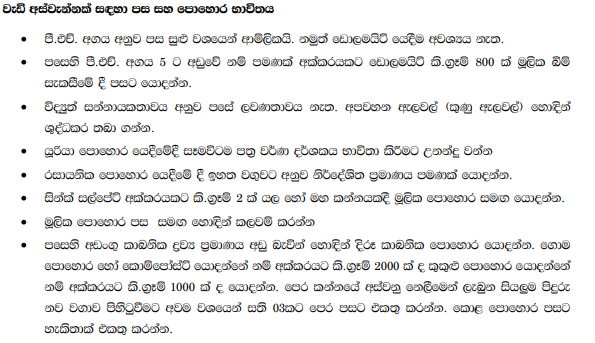 වැඩි අස්වැන්නක් සඳහා පස සහ පොහොර භාවිතය
• පී.එච්. අගය අනුව පස සුළු වශයෙන් ආම්ලිකයි. නමුත් ඩොලමයිට් යෙදීම අවශ්‍ය නැත.
• පසෙහි පී.එච්. අගය 5 ට අඩුවේ නම් පමණක් අක්කරයකට ඩොලමයිට් කි.ග්‍රෑම් 800 ක් මූලික බිම්
සැකසීමේ දී පසට යොදන්න.
• විද්‍යුත් සන්නායකතාවය අනුව පසේ ලවණතාවය නැත. අපවහන ඇලවල් (කුණු ඇලවල්) හොඳින්
ශුද්ධකර තබා ගන්න.
• යූරියා පොහොර යෙදීමේදී සෑමවිටම පත්‍ර වර්ණ දර්ශකය භාවිතා කිරීමට උනන්දු වන්න
• රසායනික පොහොර යෙදීමේ දී ඉහත වගුවට අනුව නිර්දේශිත ප්‍රමාණය පමණක් යොදන්න.
• සින්ක් සල්පේට් අක්කරයකට කි.ග්‍රෑම් 2 ක් යල හෝ මහ කන්නයකදී මූලික පොහොර සමඟ යොදන්න.
• මූලික පොහොර පස සමඟ හොඳින් කලවම් කරන්න
• පසෙහි අඩංගු කාබනික ද්‍රව්‍ය ප්‍රමාණය අඩු බැවින් හොඳින් දිරූ කාබනික පොහොර යොදන්න. ගොම
පොහොර හෝ කොම්පෝස්ට් යොදන්නේ නම් අක්කරයට කි.ග්‍රෑම් 2000 ක් ද කුකුළු පොහොර යොදන්නේ
නම් අක්කරයට කි.ග්‍රෑම් 1000 ක් ද යොදන්න. පෙර කන්නයේ අස්වනු නෙලීමෙන් ලැබුන සියලුම පිදුරු
නව වගාව පිහිටුවීමට අවම වශයෙන් සති 03කට පෙර පසට එකතු කරන්න. කොළ පොහොර පසට
හැකිතාක් එකතු කරන්න.